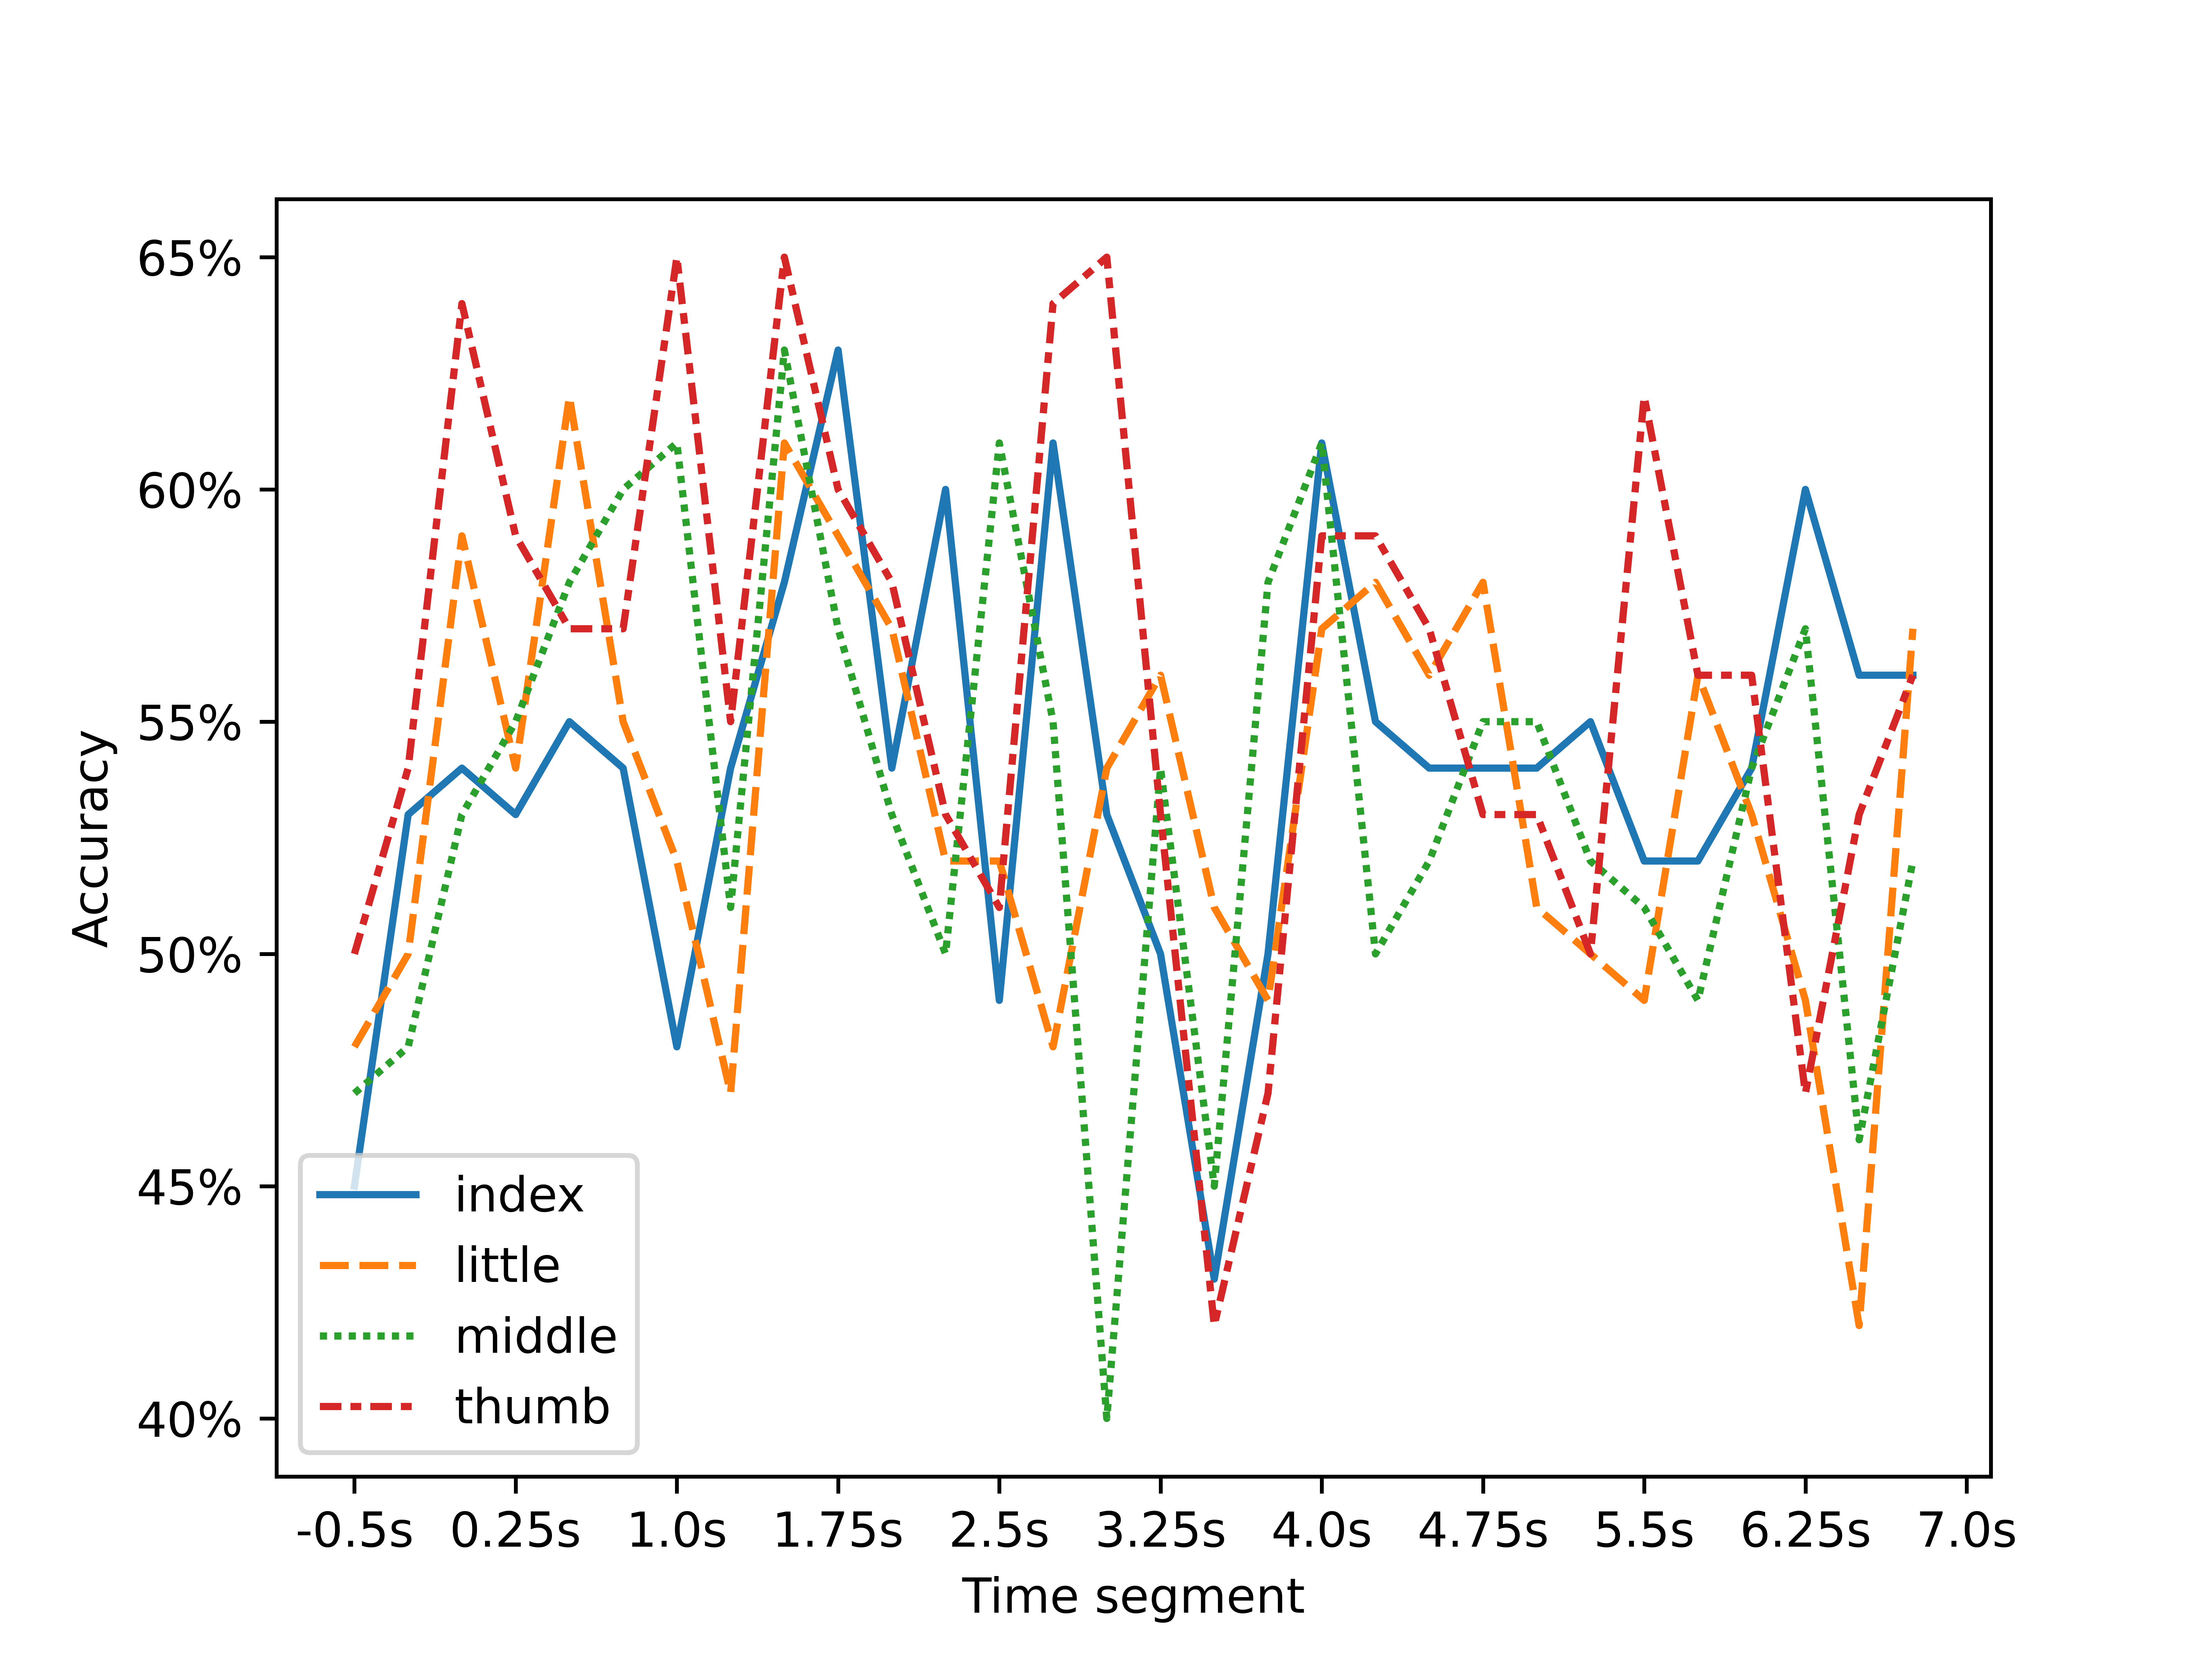 65%
60%
55%
50%
45%
40%
Accuracy
index
little
middle
thumb
-0.5s 0.25s 1.0s 1.75s 2.5s 3.25s 4.0s 4.75s 5.5s 6.25s 7.0s
Time segment